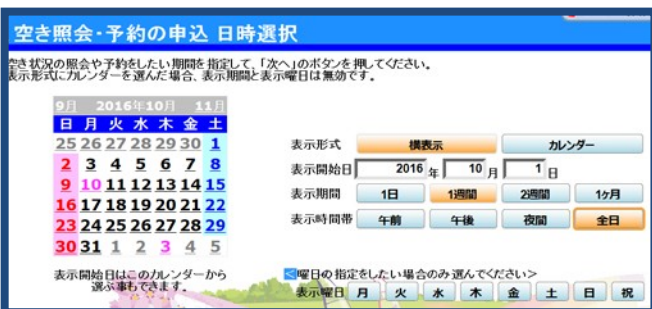 空き照会・予約の申込 日時選択
空き状況の照会や予約をしたい期間を指定して、「次へ」のボタンを押してください。
表示形式にカレンダーを選んだ場合、表示期間と表示曜日は無効です。
9月 2016年10月 11月
日 月 火 水 木 金 土
25 26 27 28 29 30 1
2 3 4 5 6 7 8
9 10 11 12 13 14 15
16 17 18 19 20 21 22
23 24 25 26 27 28 29
30 31 1 2 3 4 5
表示開始日はこのカレンダーから
選ぶ事もできます。
表示形式 横表示 カレンダー
表示開始日 2016 年 10 月 1 日
表示期間 1日 1週間 2週間 1ヶ月
表示時間帯 午前 午後 夜間 全日
<曜日の指定をしたい場合のみ選んでください>
表示曜日 月 火 水 木 金 土 日 祝